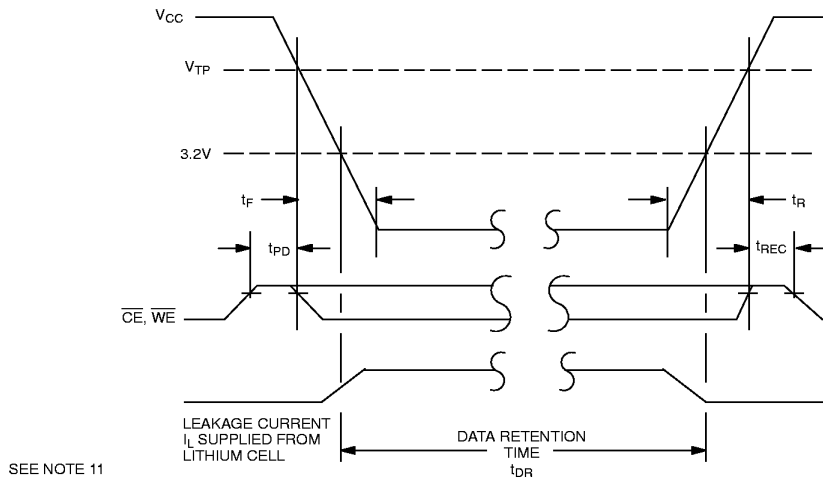 VCC
VTP
3.2V
tF
tR
tPD
tREC
CE, WE
LEAKAGE CURRENT
IL SUPPLIED FROM
LITHIUM CELL
DATA RETENTION
TIME
tDR
SEE NOTE 11